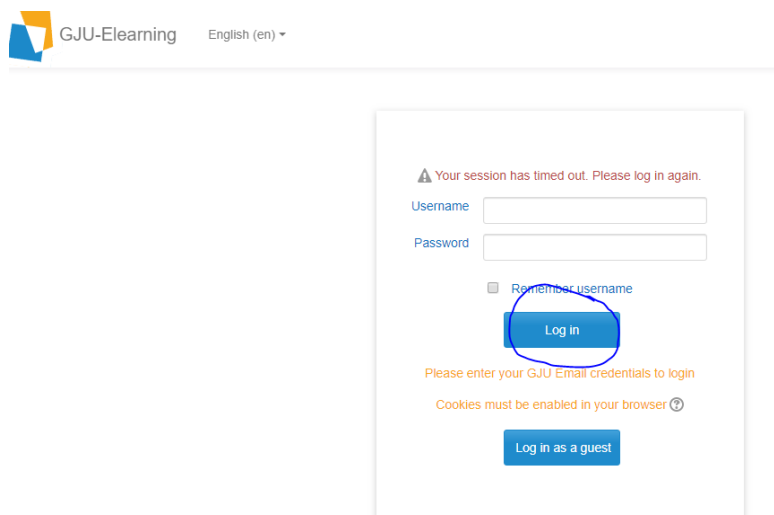 GJU-Elearning English (en)
Your session has timed out. Please log in again.
Username
Password
Remember username
Log in
Please enter your GJU Email credentials to login
Cookies must be enabled in your browser
Log in as a guest